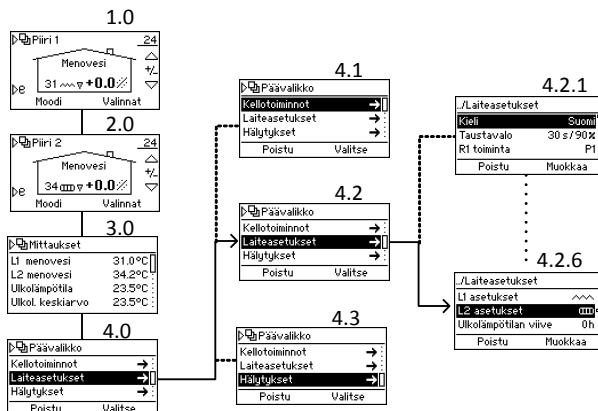 1.0
Piiri 1 24
Menovesi
31 +0.0
+/-
Moodi Valinnat
2.0
Piiri 2 24
Menovesi
34 +0.0
+/-
Moodi Valinnat
3.0
Mittaukset
L1 menovesi 31.0°C
L2 menovesi 34.2°C
Ulkolämpötila 23.5°C
Ulkol. keskiarvo 23.5°C
4.0
Päävalikko
Kellotoiminnot
Laiteasetukset
Hälytykset
Poistu Valitse
4.1
Päävalikko
Kellotoiminnot
Laiteasetukset
Hälytykset
Poistu Valitse
4.2
Päävalikko
Kellotoiminnot
Laiteasetukset
Hälytykset
Poistu Valitse
4.3
Päävalikko
Kellotoiminnot
Laiteasetukset
Hälytykset
Poistu Valitse
4.2.1
../Laiteasetukset
Kieli Suomi
Taustavalo 30 s/90%
R1 toiminta P1
Poistu Muokkaa
4.2.6
../Laiteasetukset
L1 asetukset
L2 asetukset
Ulkolämpötilan viive 0h
Poistu Muokkaa